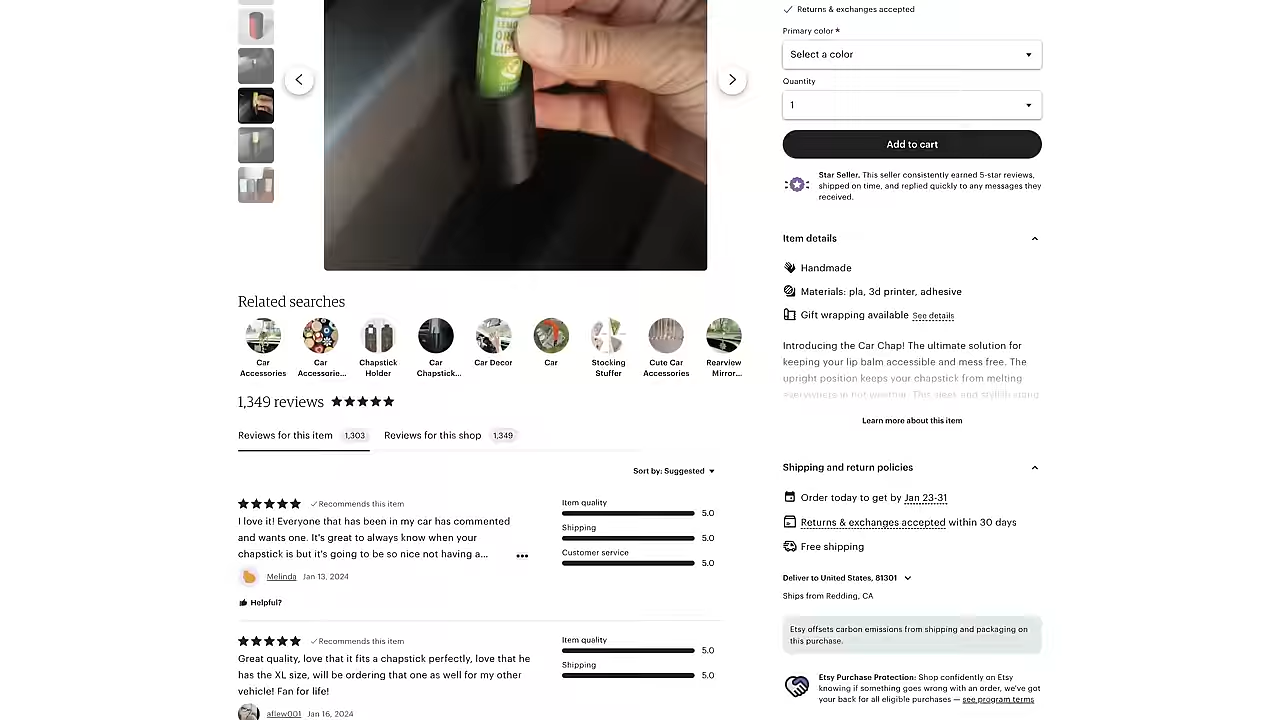 Returns & exchanges accepted
Primary color *
Select a color
Quantity
1
Add to cart
Star Seller. This seller consistently earned 5-star reviews,
shipped on time, and replied quickly to any messages they
received.
Item details
Handmade
Materials: pla, 3d printer, adhesive
Gift wrapping available See details
Introducing the Car Chap! The ultimate solution for
keeping your lip balm accessible and mess free. The
upright position keeps your chapstick from melting
everywhere in hot weather. This sleek and stylish stand
Learn more about this item
Shipping and return policies
Order today to get by Jan 23-31
Returns & exchanges accepted within 30 days
Free shipping
Deliver to United States, 81301
Ships from Redding, CA
Etsy offsets carbon emissions from shipping and packaging on
this purchase.
Etsy Purchase Protection: Shop confidently on Etsy
knowing if something goes wrong with an order, we've got
your back for all eligible purchases — see program terms
Related searches
Car
Accessories
Car
Accessorie...
Chapstick
Holder
Car
Chapstick...
Car Decor
Car
Stocking
Stuffer
Cute Car
Accessories
Rearview
Mirror...
1,349 reviews
Reviews for this item 1,303 Reviews for this shop 1,349
Sort by: Suggested
Recommends this item
I love it! Everyone that has been in my car has commented
and wants one. It's great to always know when your
chapstick is but it's going to be so nice not having a...
Melinda Jan 13, 2024
Helpful?
Item quality 5.0
Shipping 5.0
Customer service 5.0
Recommends this item
Great quality, love that it fits a chapstick perfectly, love that he
has the XL size, will be ordering that one as well for my other
vehicle! Fan for life!
aflew001 Jan 16, 2024
Item quality 5.0
Shipping 5.0